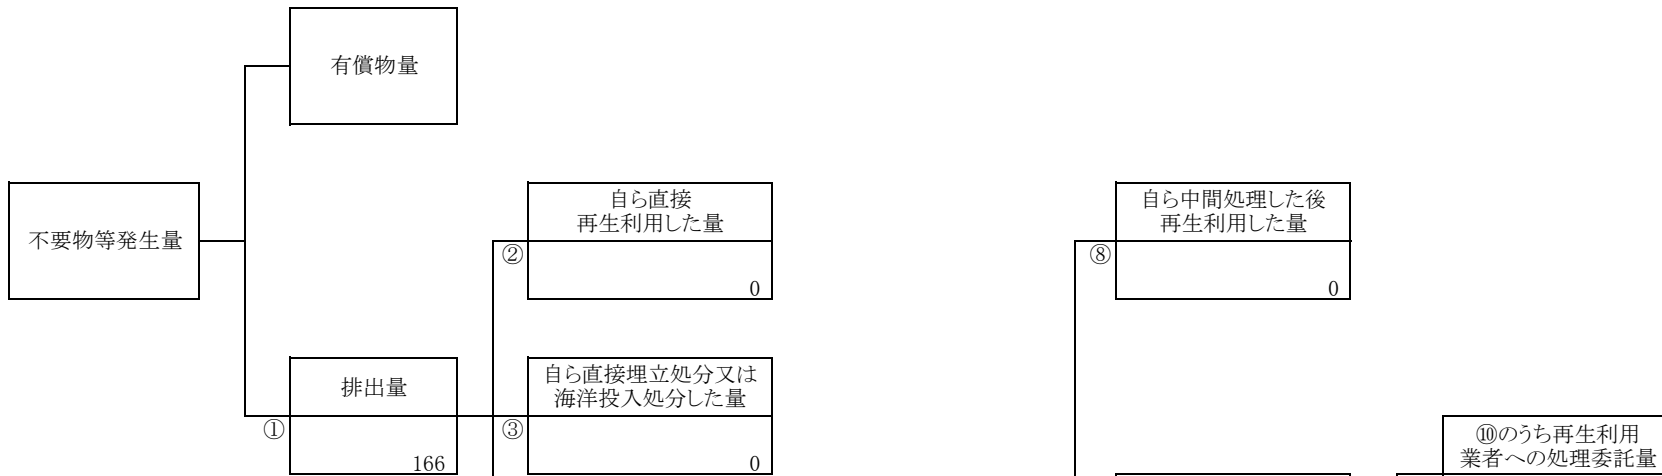 有償物量
不要物等発生量
自ら直接
再生利用した量
②
0
自ら中間処理した後
再生利用した量
⑧
0
排出量
①
166
自ら直接埋立処分又は
海洋投入処分した量
③
0
⑩のうち再生利用
業者への処理委託量